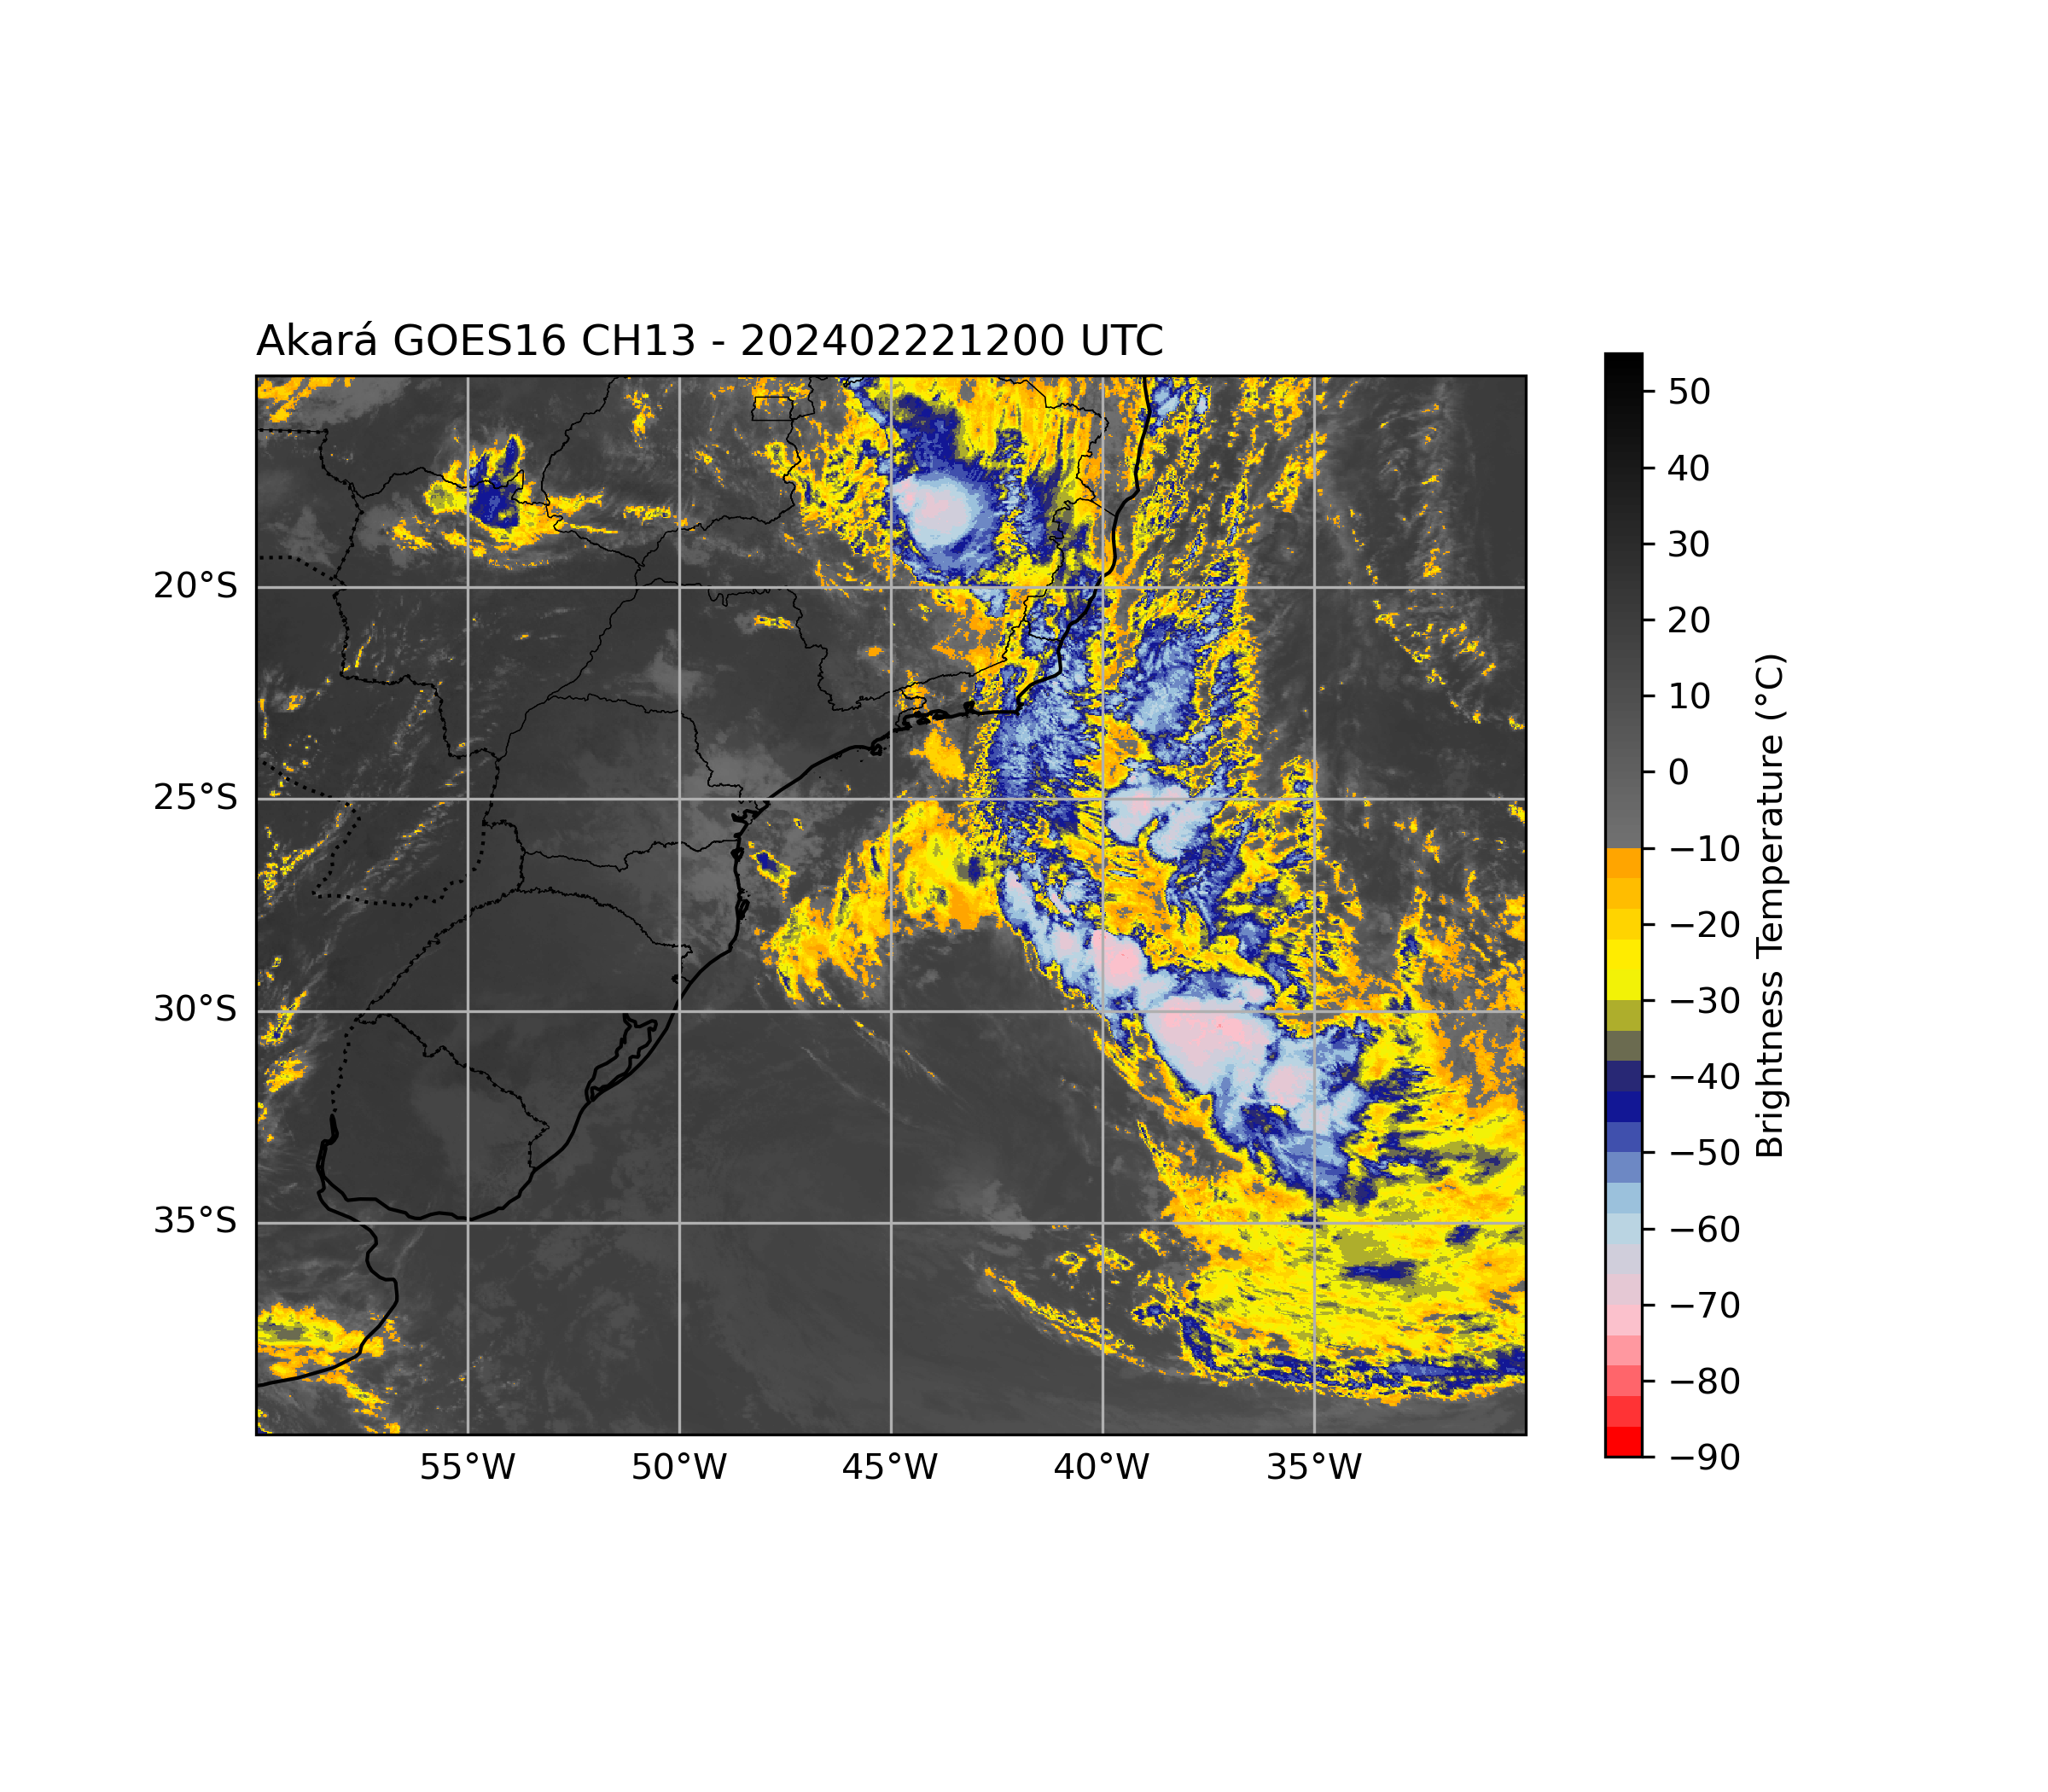 Akará GOES16 CH13 - 202402221200 UTC
20°S
25°S
30°S
35°S
55°W
50°W
45°W
40°W
35°W
50
40
30
20
10
0
−10
−20
−30
−40
−50
−60
−70
−80
−90
Brightness Temperature (°C)